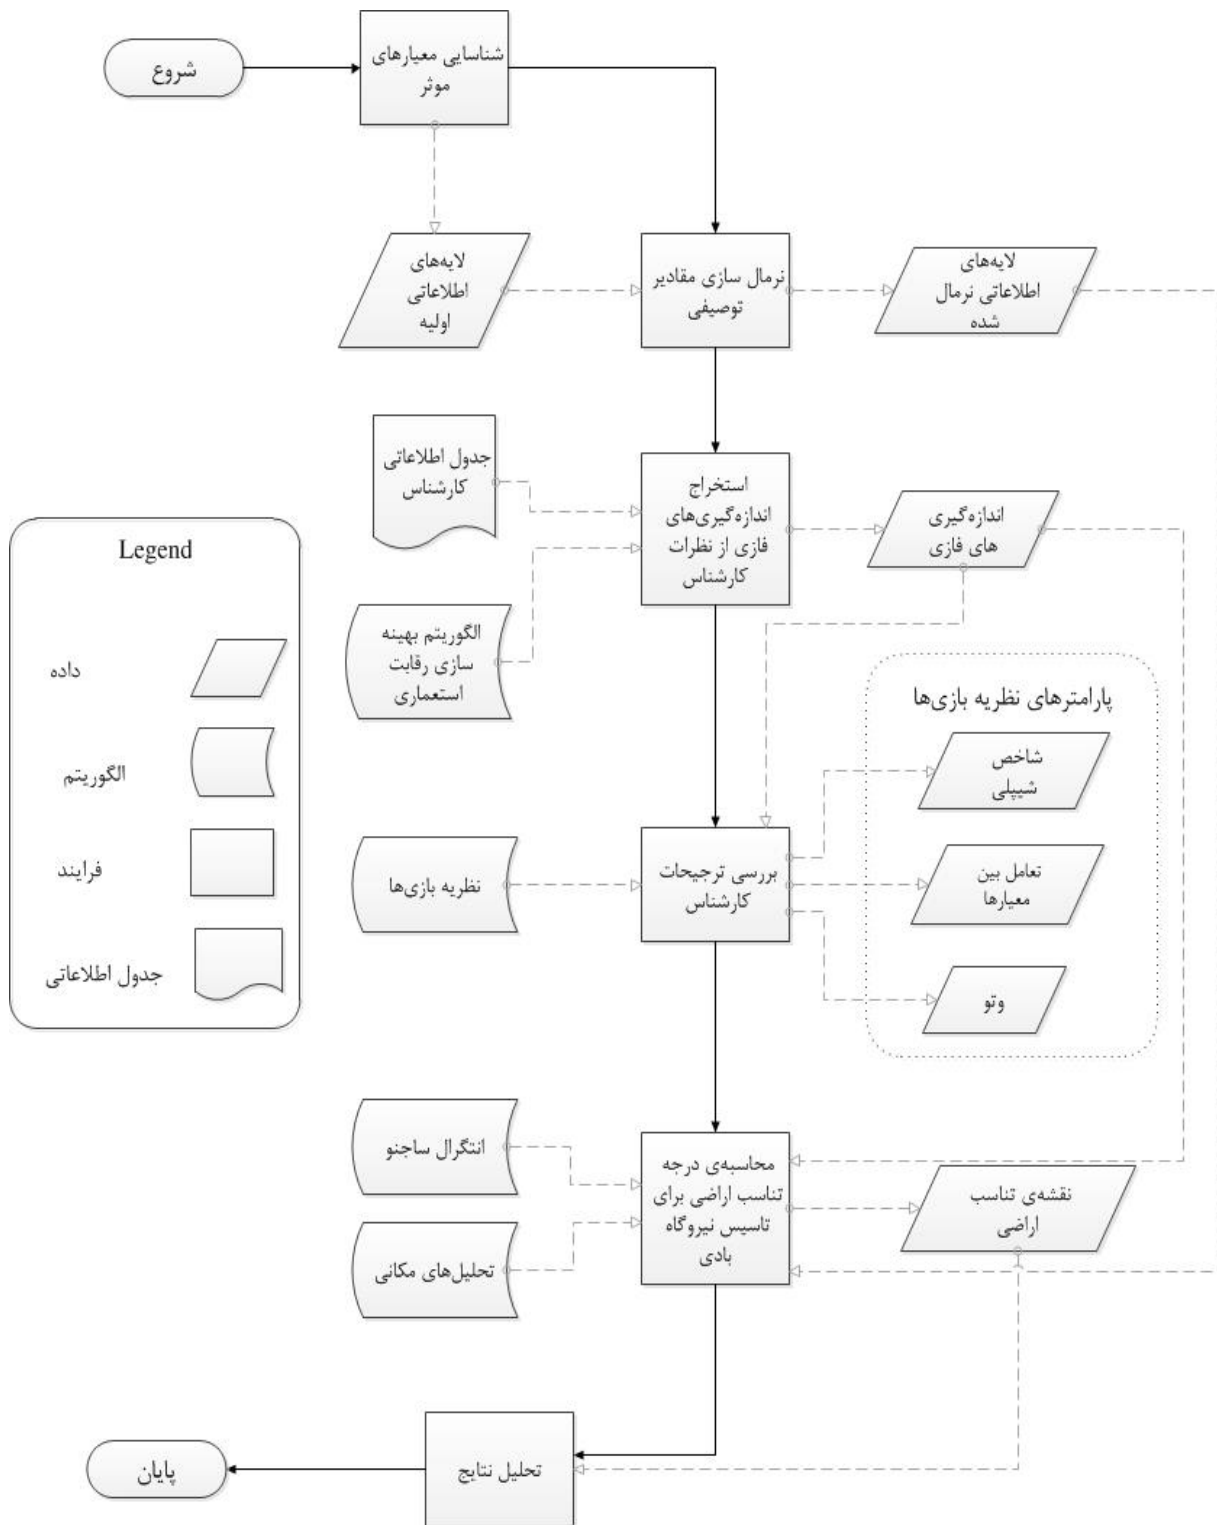 شروع
شناسایی معیارهای
موثر
لایه‌های
اطلاعاتی
اولیه
نرمال سازی مقادیر
توصیفی
لایه‌های
اطلاعاتی نرمال
شده
جدول اطلاعاتی
کارشناس
استخراج
اندازه‌گیری‌های
فازی از نظرات
کارشناس
اندازه‌گیری
های فازی
الگوریتم بهینه
سازی رقابت
استعماری
Legend
داده
الگوریتم
فرایند
جدول اطلاعاتی
پارامترهای نظریه بازی‌ها
شاخص
شیپلی
تعامل بین
معیارها
وتو
نظریه بازی‌ها
بررسی ترجیحات
کارشناس
انتگرال ساجنو
تحلیل‌های مکانی
محاسبه‌ی درجه
تناسب اراضی برای
تاسیس نیروگاه
بادی
نقشه‌ی تناسب
اراضی
تحلیل نتایج
پایان